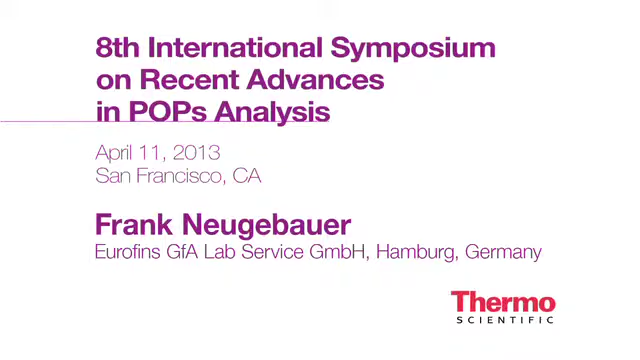 8th International Symposium
on Recent Advances
in POPs Analysis
April 11, 2013
San Francisco, CA
Frank Neugebauer
Eurofins GfA Lab Service GmbH, Hamburg, Germany
Thermo
SCIENTIFIC